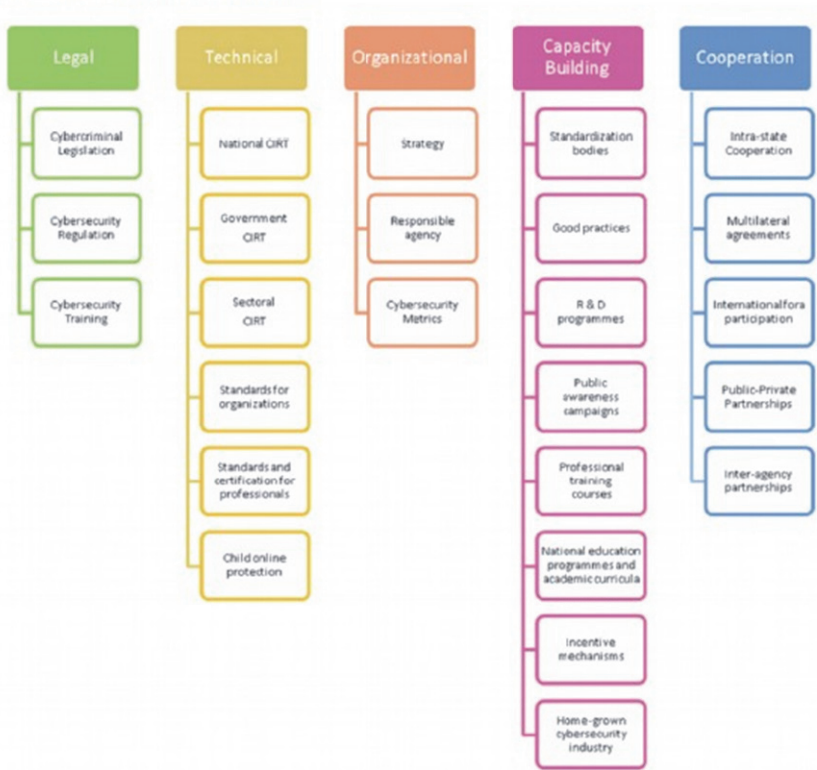 Legal
Cybercriminal
Legislation
Cybersecurity
Regulation
Cybersecurity
Training
Technical
National CIRT
Government
CIRT
Sectoral
CIRT
Standards for
organizations
Standards and
certification for
professionals
Child online
protection
Organizational
Strategy
Responsible
agency
Cybersecurity
Metrics
Capacity
Building
Standardization
bodies
Good practices
R & D
programmes
Public
awareness
campaigns
Professional
training
courses
National education
programmes and
academic curricula
Incentive
mechanisms
Home-grown
cybersecurity
industry
Cooperation
Intra-state
Cooperation
Multilateral
agreements
International fora
participation
Public-Private
Partnerships
Inter-agency
partnerships